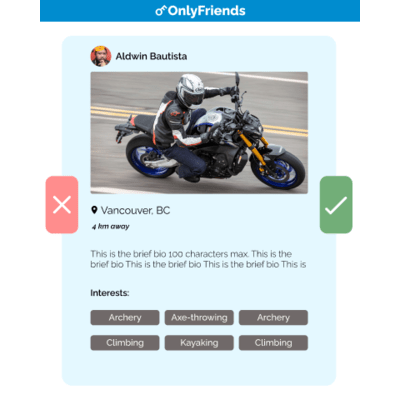 OnlyFriends
Aldwin Bautista
Vancouver, BC
4 km away
This is the brief bio 100 characters max. This is the
brief bio This is the brief bio This is the brief bio This is
Interests:
Archery Axe-throwing Archery
Climbing Kayaking Climbing